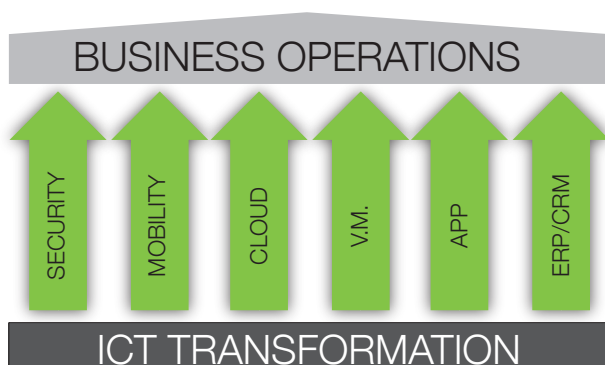 BUSINESS OPERATIONS
SECURITY
MOBILITY
CLOUD
V.M.
APP
ERP/CRM
ICT TRANSFORMATION